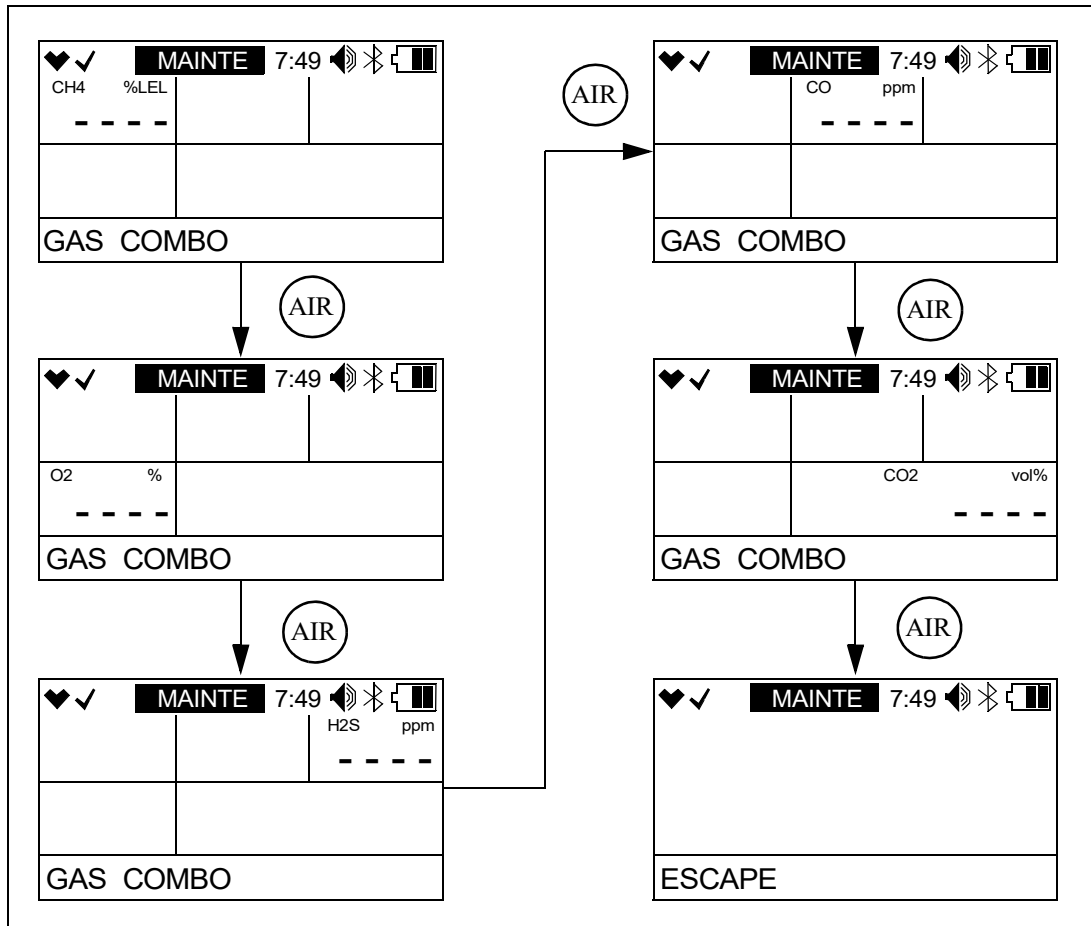 MAINTE 7:49
CH4 %LEL
- - - -
GAS COMBO
AIR
MAINTE 7:49
O2 %
- - - -
GAS COMBO
AIR
MAINTE 7:49
H2S ppm
- - - -
GAS COMBO
AIR
MAINTE 7:49
CO ppm
- - - -
GAS COMBO
AIR
MAINTE 7:49
CO2 vol%
- - - -
GAS COMBO
AIR
MAINTE 7:49
ESCAPE